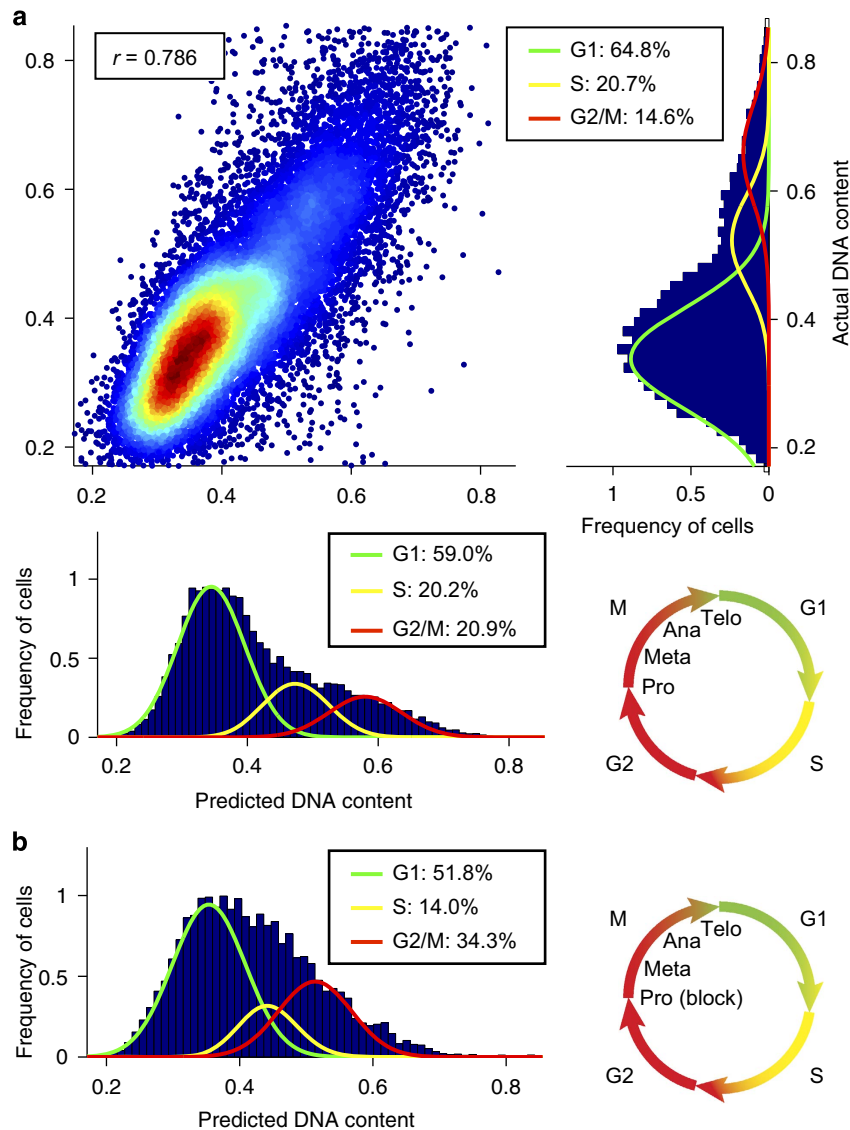 a
r = 0.786
0.8
0.6
0.4
0.2
0.2
0.4
0.6
0.8
G1: 64.8%
S: 20.7%
G2/M: 14.6%
0.8
0.6
0.4
0.2
Actual DNA content
1
0.5
0
Frequency of cells
Frequency of cells
1
0.5
0
G1: 59.0%
S: 20.2%
G2/M: 20.9%
0.2
0.4
0.6
0.8
Predicted DNA content
M
G1
Telo
Ana
Meta
Pro
G2
S
b
Frequency of cells
1
0.5
0
G1: 51.8%
S: 14.0%
G2/M: 34.3%
0.2
0.4
0.6
0.8
Predicted DNA content
M
G1
Telo
Ana
Meta
Pro (block)
G2
S